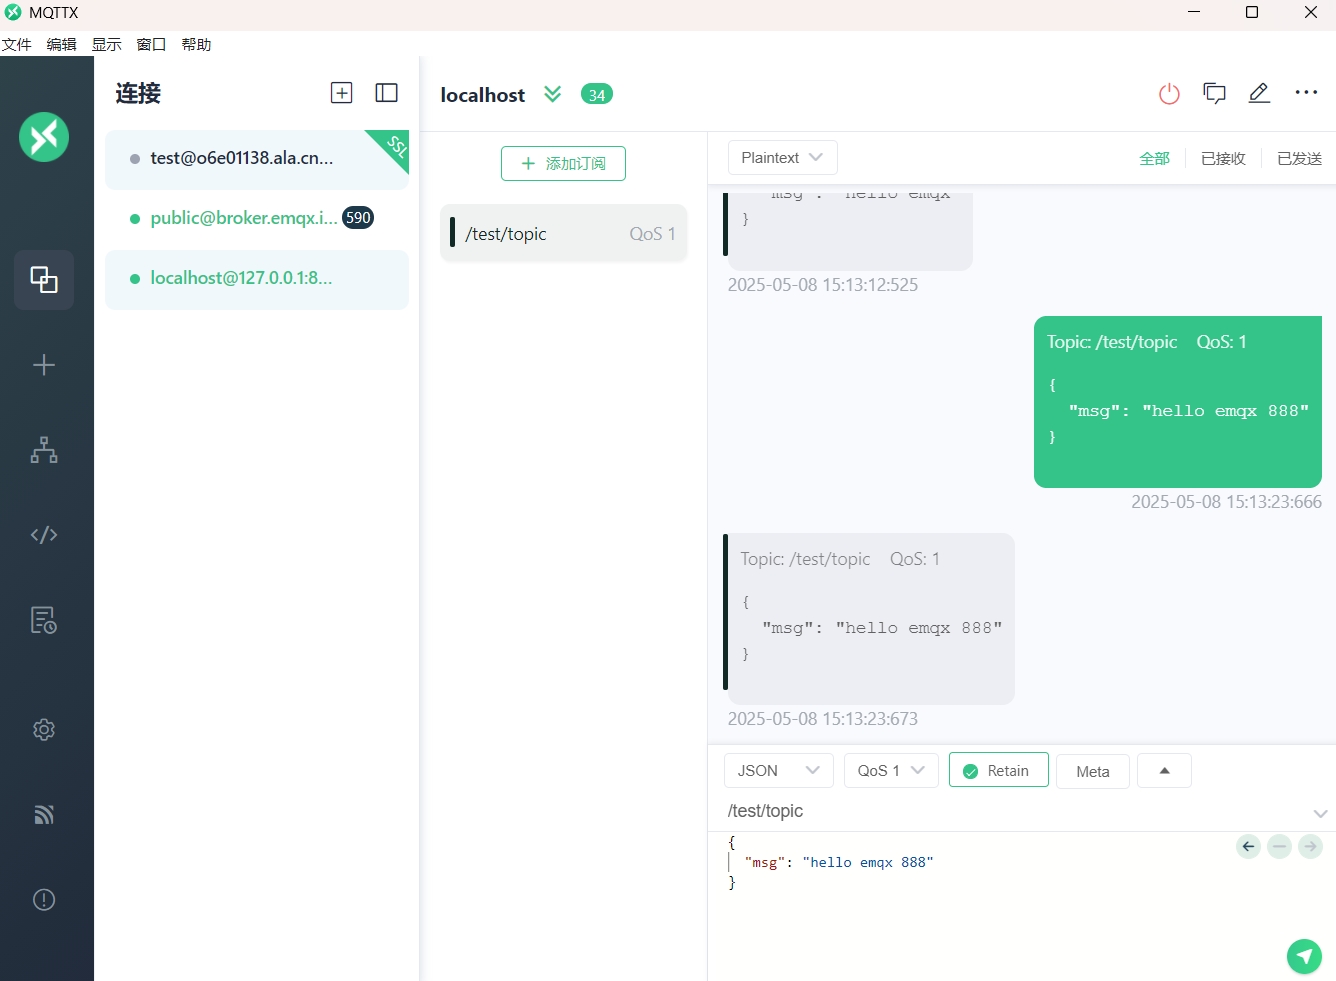 MQTTX
文件 编辑 显示 窗口 帮助
连接
test@o6e01138.ala.cn...
SSL
public@broker.emqx.i... 590
localhost@127.0.0.1:8...
localhost 34
添加订阅
/test/topic QoS 1
Plaintext 全部 已接收 已发送
"msg": "hello emqx
}
2025-05-08 15:13:12:525
Topic: /test/topic QoS: 1
{
"msg": "hello emqx 888"
}
2025-05-08 15:13:23:666
Topic: /test/topic QoS: 1
{
"msg": "hello emqx 888"
}
2025-05-08 15:13:23:673
JSON QoS 1 Retain Meta
/test/topic
{
"msg": "hello emqx 888"
}